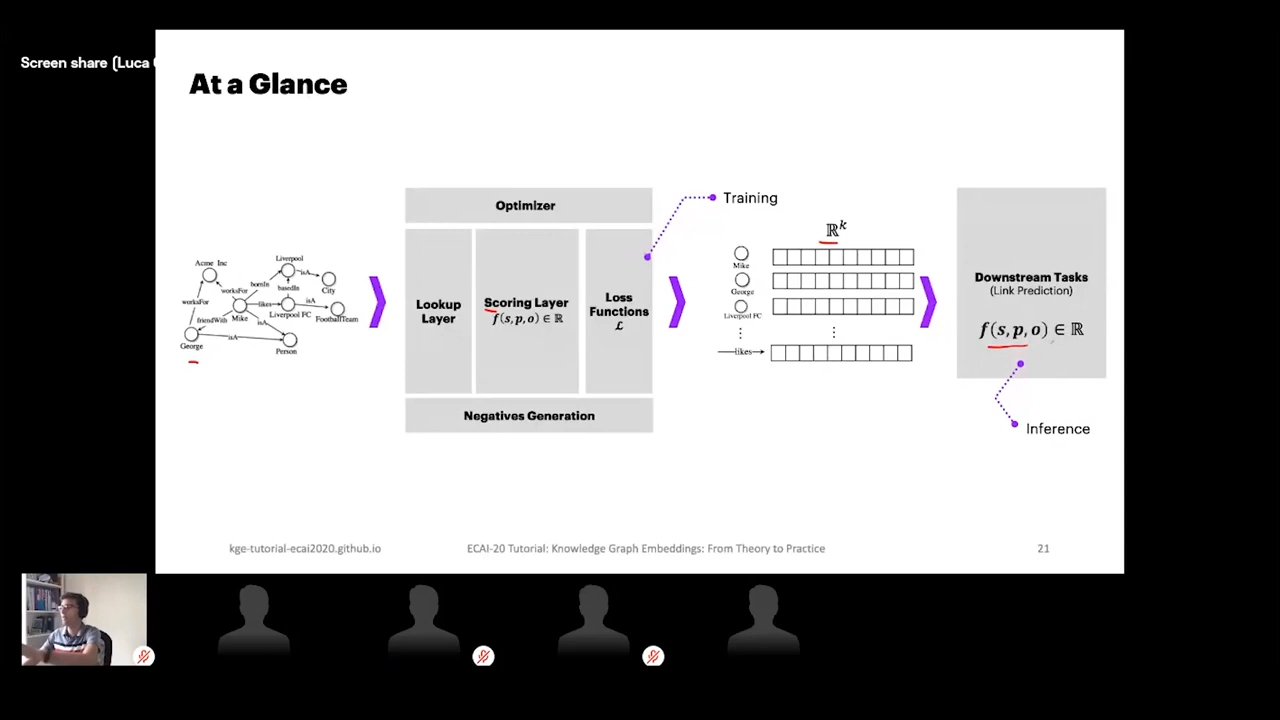 Screen share (Luca
At a Glance
Acme Inc
Liverpool
City
worksFor
bornIn
isA
basedIn
worksFor
likes
isA
Mike
Liverpool FC
FootballTeam
friendWith
isA
George
isA
Person
Optimizer
Lookup
Layer
Scoring Layer
f(s, p, o) ∈ ℝ
Loss
Functions
ℒ
Negatives Generation
Training
ℝᵏ
Mike
George
Liverpool FC
⋮ ⋮
likes
Downstream Tasks
(Link Prediction)
f(s, p, o) ∈ ℝ
Inference
kge-tutorial-ecai2020.github.io
ECAI-20 Tutorial: Knowledge Graph Embeddings: From Theory to Practice
21